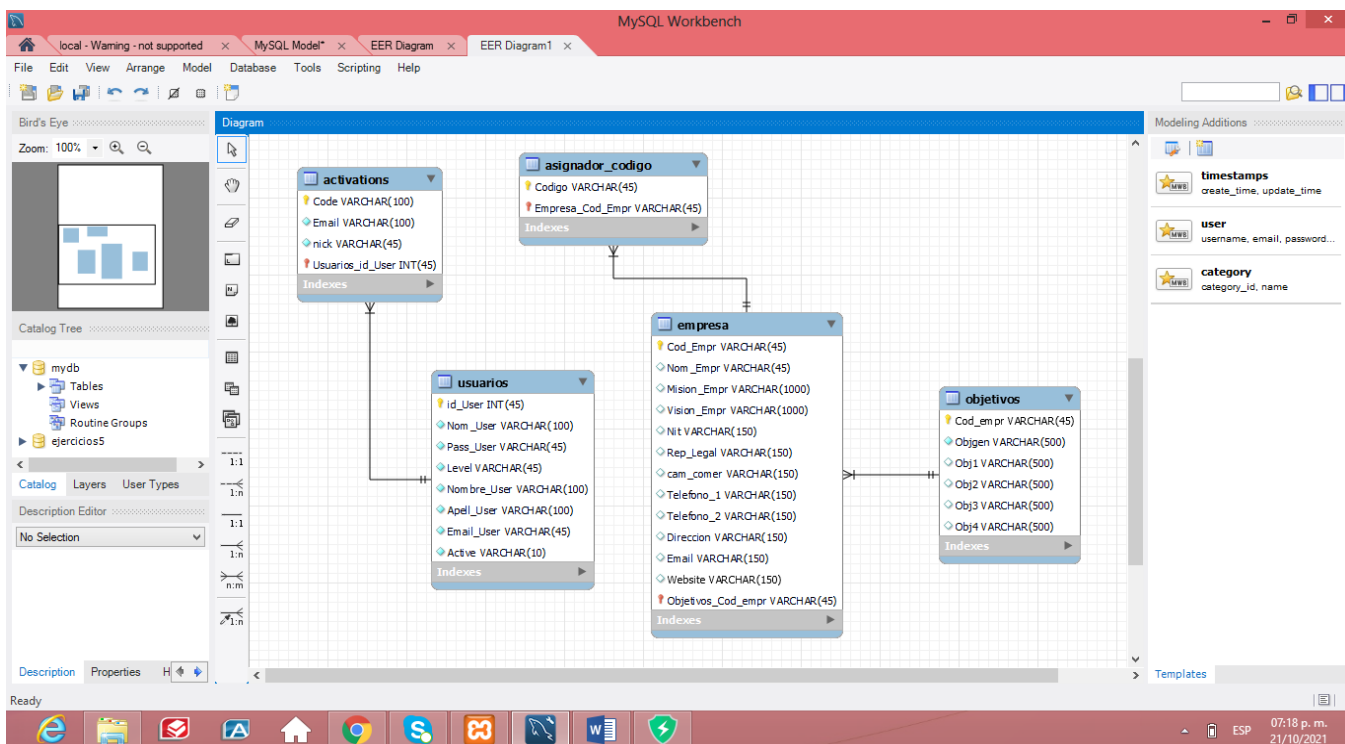 MySQL Workbench
local - Warning - not supported
MySQL Model*
EER Diagram
EER Diagram1
File Edit View Arrange Model Database Tools Scripting Help
Bird's Eye
Zoom: 100%
Catalog Tree
mydb
Tables
Views
Routine Groups
ejercicios5
Catalog Layers User Types
Description Editor
No Selection
Description Properties H
Diagram
1:1
1:n
1:1
1:n
n:m
1:n
activations
Code VARCHAR(100)
Email VARCHAR(100)
nick VARCHAR(45)
Usuarios_id_User INT(45)
Indexes
asignador_codigo
Codigo VARCHAR(45)
Empresa_Cod_Empr VARCHAR(45)
Indexes
usuarios
id_User INT(45)
Nom_User VARCHAR(100)
Pass_User VARCHAR(45)
Level VARCHAR(45)
Nombre_User VARCHAR(100)
Apell_User VARCHAR(100)
Email_User VARCHAR(45)
Active VARCHAR(10)
Indexes
empresa
Cod_Empr VARCHAR(45)
Nom_Empr VARCHAR(45)
Mision_Empr VARCHAR(1000)
Vision_Empr VARCHAR(1000)
Nit VARCHAR(150)
Rep_Legal VARCHAR(150)
cam_comer VARCHAR(150)
Telefono_1 VARCHAR(150)
Telefono_2 VARCHAR(150)
Direccion VARCHAR(150)
Email VARCHAR(150)
Website VARCHAR(150)
Objetivos_Cod_empr VARCHAR(45)
Indexes
objetivos
Cod_empr VARCHAR(45)
Objgen VARCHAR(500)
Obj1 VARCHAR(500)
Obj2 VARCHAR(500)
Obj3 VARCHAR(500)
Obj4 VARCHAR(500)
Indexes
Modeling Additions
MWB
timestamps
create_time, update_time
MWB
user
username, email, password...
MWB
category
category_id, name
Templates
Ready
ESP
07:18 p. m.
21/10/2021